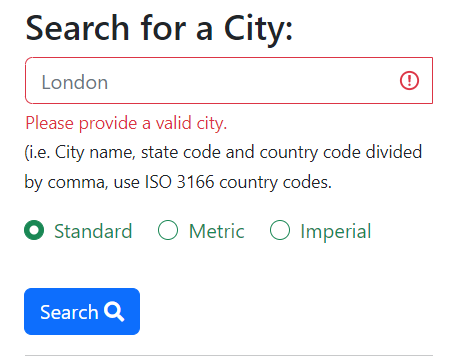 Search for a City:
London
Please provide a valid city.
(i.e. City name, state code and country code divided
by comma, use ISO 3166 country codes.
Standard Metric Imperial
Search